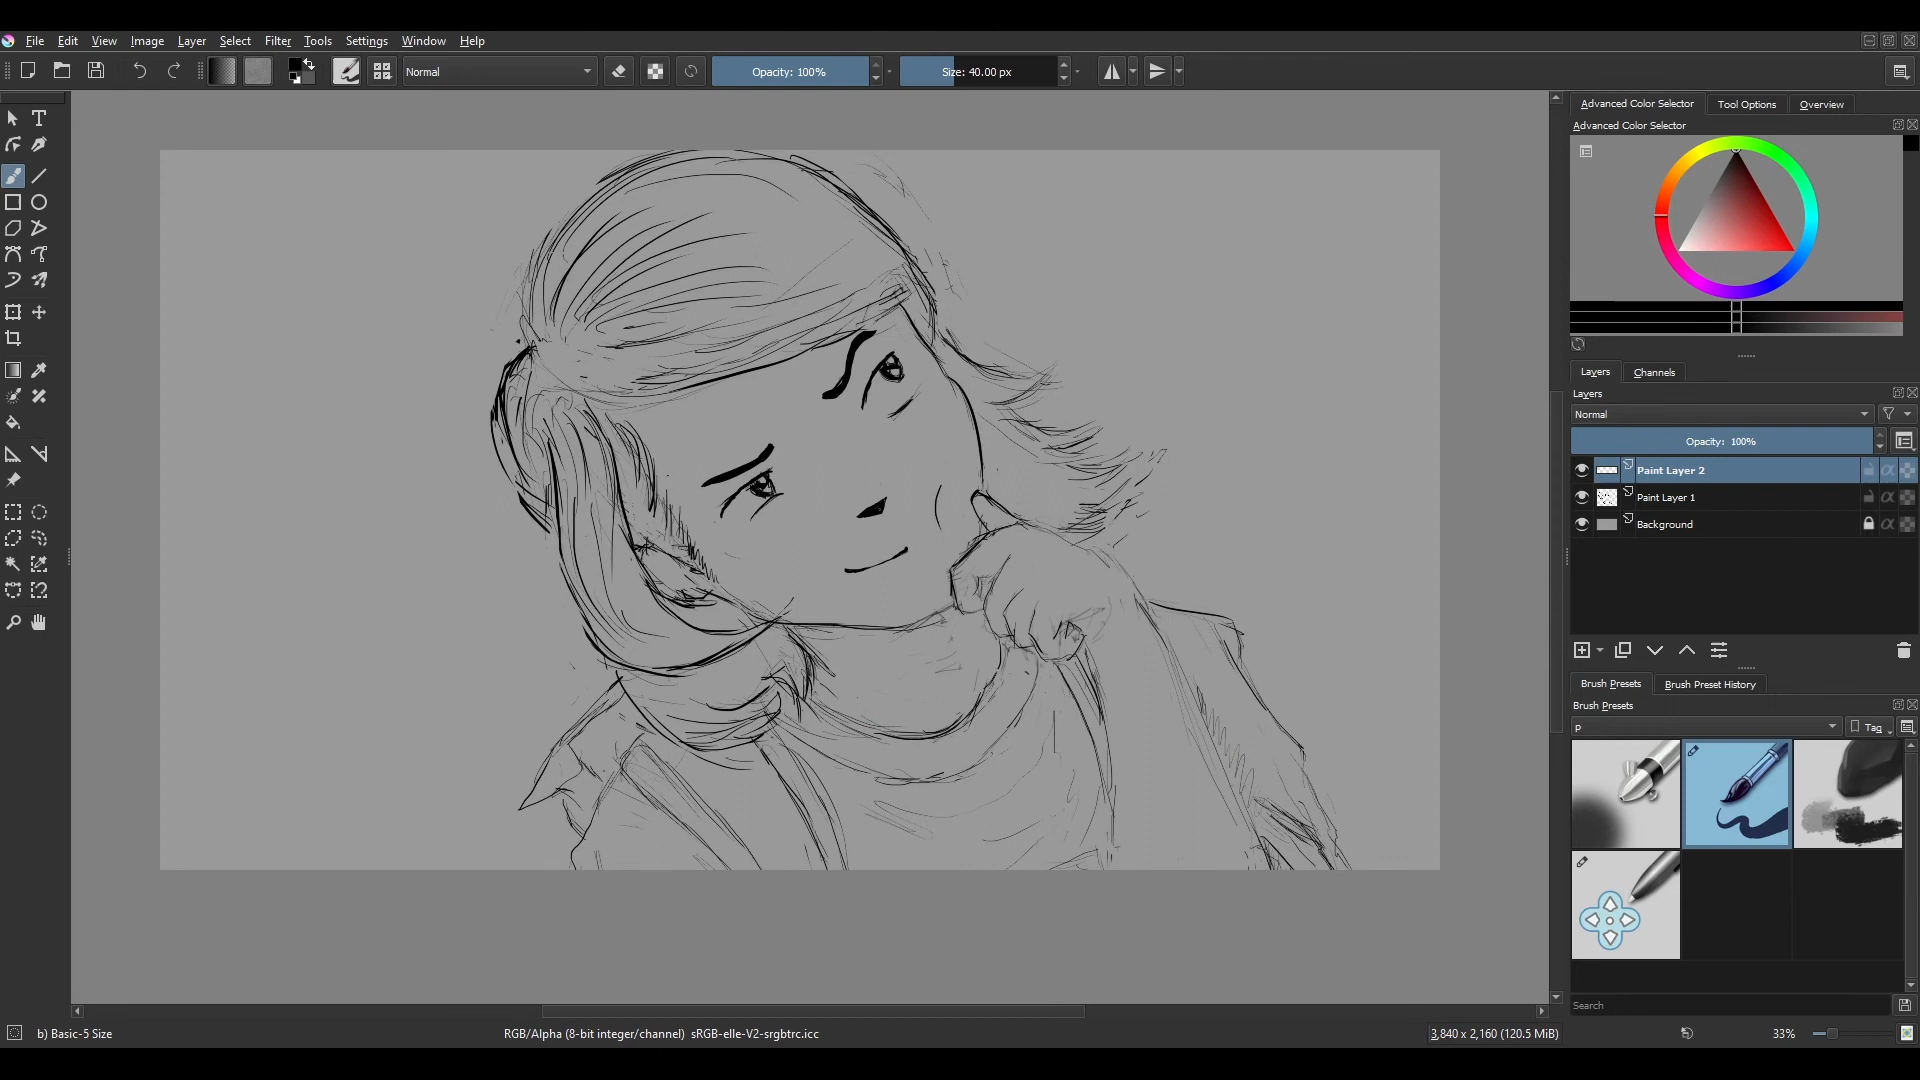 File Edit View Image Layer Select Filter Tools Settings Window Help
Normal
Opacity: 100%
Size: 40.00 px
Advanced Color Selector
Tool Options
Overview
Advanced Color Selector
Layers
Channels
Layers
Normal
Opacity: 100%
Paint Layer 2
Paint Layer 1
Background
Brush Presets
Brush Preset History
Brush Presets
p
Tag
Search
b) Basic-5 Size
RGB/Alpha (8-bit integer/channel) sRGB-elle-V2-srgbtrc.icc
3,840 x 2,160 (120.5 MiB)
33%